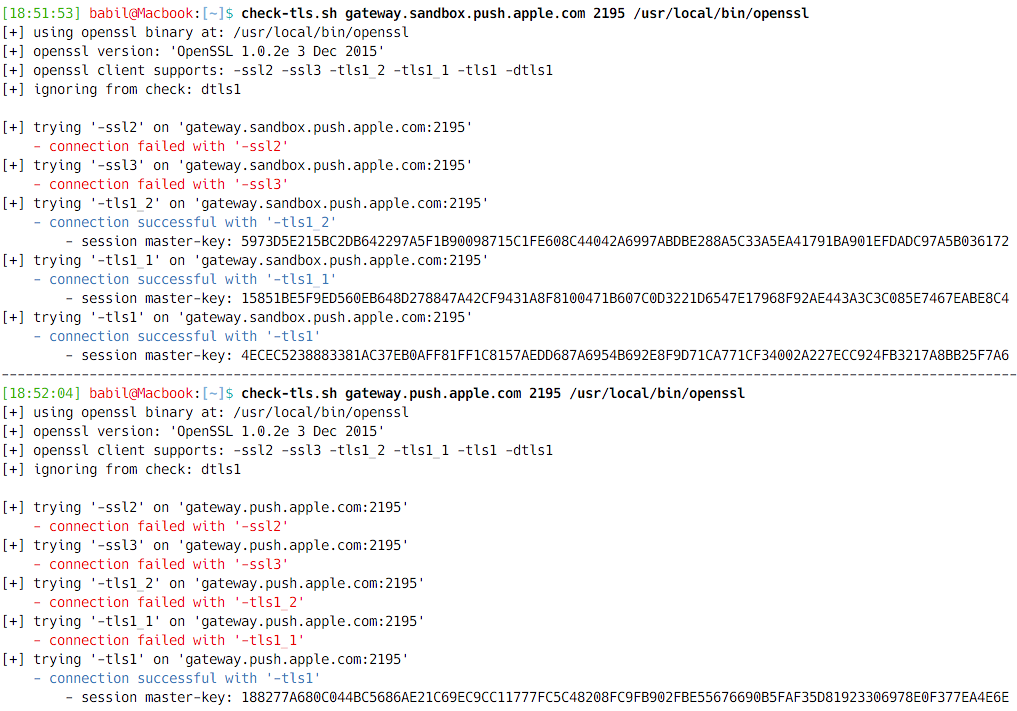 [18:51:53] babil@Macbook:[~]$ check-tls.sh gateway.sandbox.push.apple.com 2195 /usr/local/bin/openssl
[+] using openssl binary at: /usr/local/bin/openssl
[+] openssl version: 'OpenSSL 1.0.2e 3 Dec 2015'
[+] openssl client supports: -ssl2 -ssl3 -tls1_2 -tls1_1 -tls1 -dtls1
[+] ignoring from check: dtls1
[+] trying '-ssl2' on 'gateway.sandbox.push.apple.com:2195'
- connection failed with '-ssl2'
[+] trying '-ssl3' on 'gateway.sandbox.push.apple.com:2195'
- connection failed with '-ssl3'
[+] trying '-tls1_2' on 'gateway.sandbox.push.apple.com:2195'
- connection successful with '-tls1_2'
- session master-key: 5973D5E215BC2DB642297A5F1B90098715C1FE608C44042A6997ABDBE288A5C33A5EA41791BA901EFDADC97A5B036172
[+] trying '-tls1_1' on 'gateway.sandbox.push.apple.com:2195'
- connection successful with '-tls1_1'
- session master-key: 15851BE5F9ED560EB648D278847A42CF9431A8F8100471B607C0D3221D6547E17968F92AE443A3C3C085E7467EABE8C4
[+] trying '-tls1' on 'gateway.sandbox.push.apple.com:2195'
- connection successful with '-tls1'
- session master-key: 4ECEC5238883381AC37EB0AFF81FF1C8157AEDD687A6954B692E8F9D71CA771CF34002A227ECC924FB3217A8BB25F7A6
------------------------------------------------------------------------------------------------
[18:52:04] babil@Macbook:[~]$ check-tls.sh gateway.push.apple.com 2195 /usr/local/bin/openssl
[+] using openssl binary at: /usr/local/bin/openssl
[+] openssl version: 'OpenSSL 1.0.2e 3 Dec 2015'
[+] openssl client supports: -ssl2 -ssl3 -tls1_2 -tls1_1 -tls1 -dtls1
[+] ignoring from check: dtls1
[+] trying '-ssl2' on 'gateway.push.apple.com:2195'
- connection failed with '-ssl2'
[+] trying '-ssl3' on 'gateway.push.apple.com:2195'
- connection failed with '-ssl3'
[+] trying '-tls1_2' on 'gateway.push.apple.com:2195'
- connection failed with '-tls1_2'
[+] trying '-tls1_1' on 'gateway.push.apple.com:2195'
- connection failed with '-tls1_1'
[+] trying '-tls1' on 'gateway.push.apple.com:2195'
- connection successful with '-tls1'
- session master-key: 188277A680C044BC5686AE21C69EC9CC11777FC5C48208FC9FB902FBE55676690B5FAF35D81923306978E0F377EA4E6E